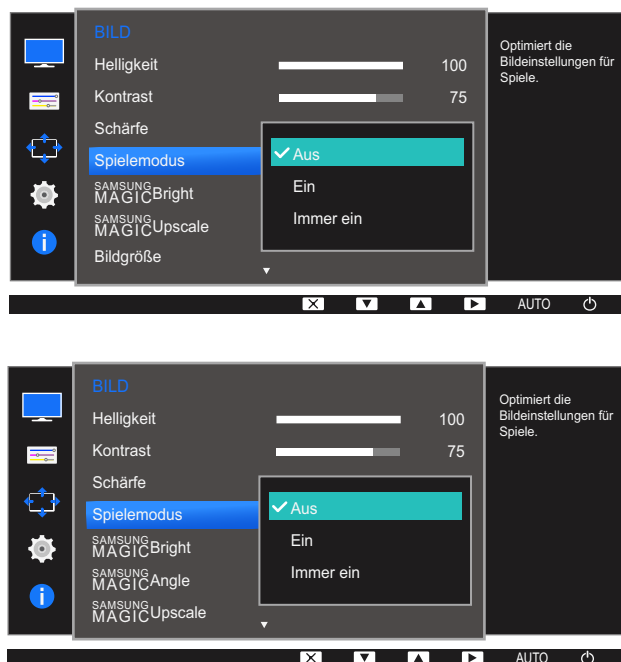 BILD
Helligkeit 100
Kontrast 75
Schärfe
Spielemodus Aus
Ein
SAMSUNG
MAGIC Bright
Immer ein
SAMSUNG
MAGIC Upscale
Bildgröße
Optimiert die
Bildeinstellungen für
Spiele.
AUTO
BILD
Helligkeit 100
Kontrast 75
Schärfe
Spielemodus Aus
Ein
SAMSUNG
MAGIC Bright
Immer ein
SAMSUNG
MAGIC Angle
SAMSUNG
MAGIC Upscale
Optimiert die
Bildeinstellungen für
Spiele.
AUTO